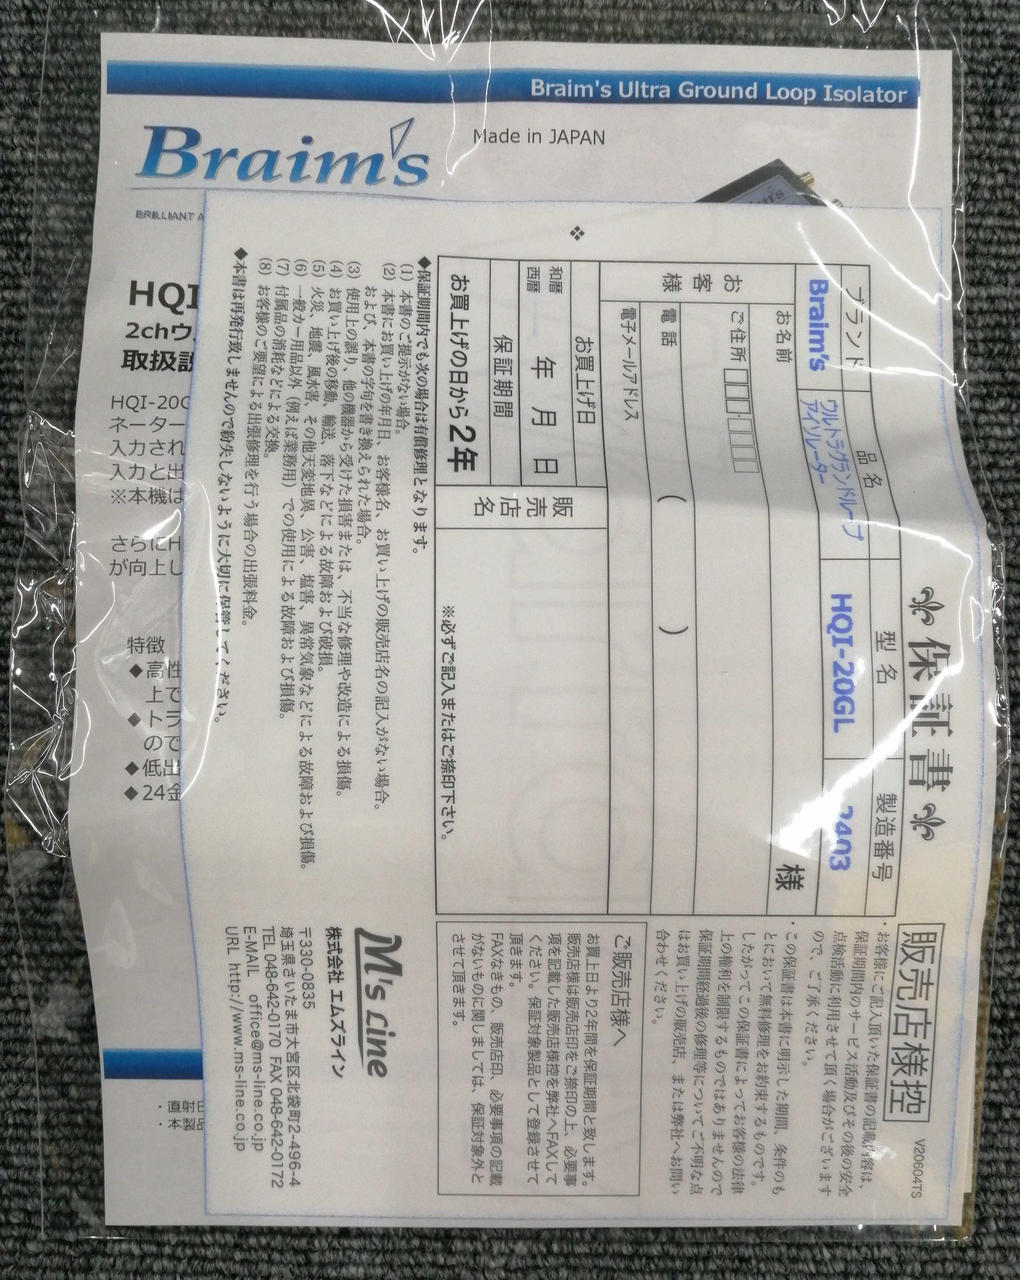 Braim's Ultra Ground Loop Isolator
Braim's
Made in JAPAN
BRILLIANT A
HQI
2chウ
取扱説
HQI-20G
ネーター
入力され
入力と出
※本機は
さらにH
が向上し
特徴
◆高性
上で
◆トラ
ので
◆低出
◆24金
・直射日
・本製品
❖
保証書
販売店様控
V20604TS
ブランド 品名 型名 製造番号
Braim's ウルトラグランドループ HQI-20GL 2403
アイソレーター
お客様
お名前 様
ご住所
電話 ( )
電子メールアドレス
お買上げ日
和暦
西暦
年 月 日
保証期間
お買上げの日から2年
販売店名
※必ずご記入またはご捺印下さい。
◆保証期間内でも次の場合は有償修理となります。
(1) 本書のご提示がない場合。
(2) 本書にお買い上げの年月日、お客様名、お買い上げの販売店名の記入がない場合。
および、本書の字句を書き換えられた場合。
(3) 使用上の誤り、他の機器から受けた損害または、不当な修理や改造による損傷。
(4) お買い上げ後の移動、輸送、落下などによる故障および破損。
(5) 火災、地震、風水害、その他天変地異、公害、塩害、異常気象などによる故障および損傷。
(6) 一般カー用品以外(例えば業務用)での使用による故障および損傷。
(7) 付属品の消耗などによる交換。
(8) お客様のご要望による出張修理を行う場合の出張料金。
◆本書は再発行致しませんので紛失しないように大切に保管してください。
・お客様にご記入頂いた保証書の記載内容は、
保証期間内のサービス活動及びその後の安全
点検活動に利用させて頂く場合がございます
ので、ご了承ください。
・この保証書は本書に明示した期間、条件のも
とにおいて無料修理をお約束するものです。
したがってこの保証書によってお客様の法律
上の権利を制限するものではありませんので
保証期間経過後の修理等についてご不明な点
はお買い上げの販売店、または弊社へお問い
合わせください。
ご販売店様へ
お買上日より2年間を保証期間と致します。
販売店様は販売店印をご捺印の上、必要事
項を記載した販売店様控を弊社へFAXして
ください。保証対象製品として登録させて
頂きます。
FAXなきもの、販売店印、必要事項の記載
がないものに関しましては、保証対象外と
させて頂きます。
M's Line
株式会社 エムズライン
〒330-0835
埼玉県さいたま市大宮区北袋町2-496-4
TEL 048-642-0170 FAX 048-642-0172
E-MAIL office@ms-line.co.jp
URL http://www.ms-line.co.jp